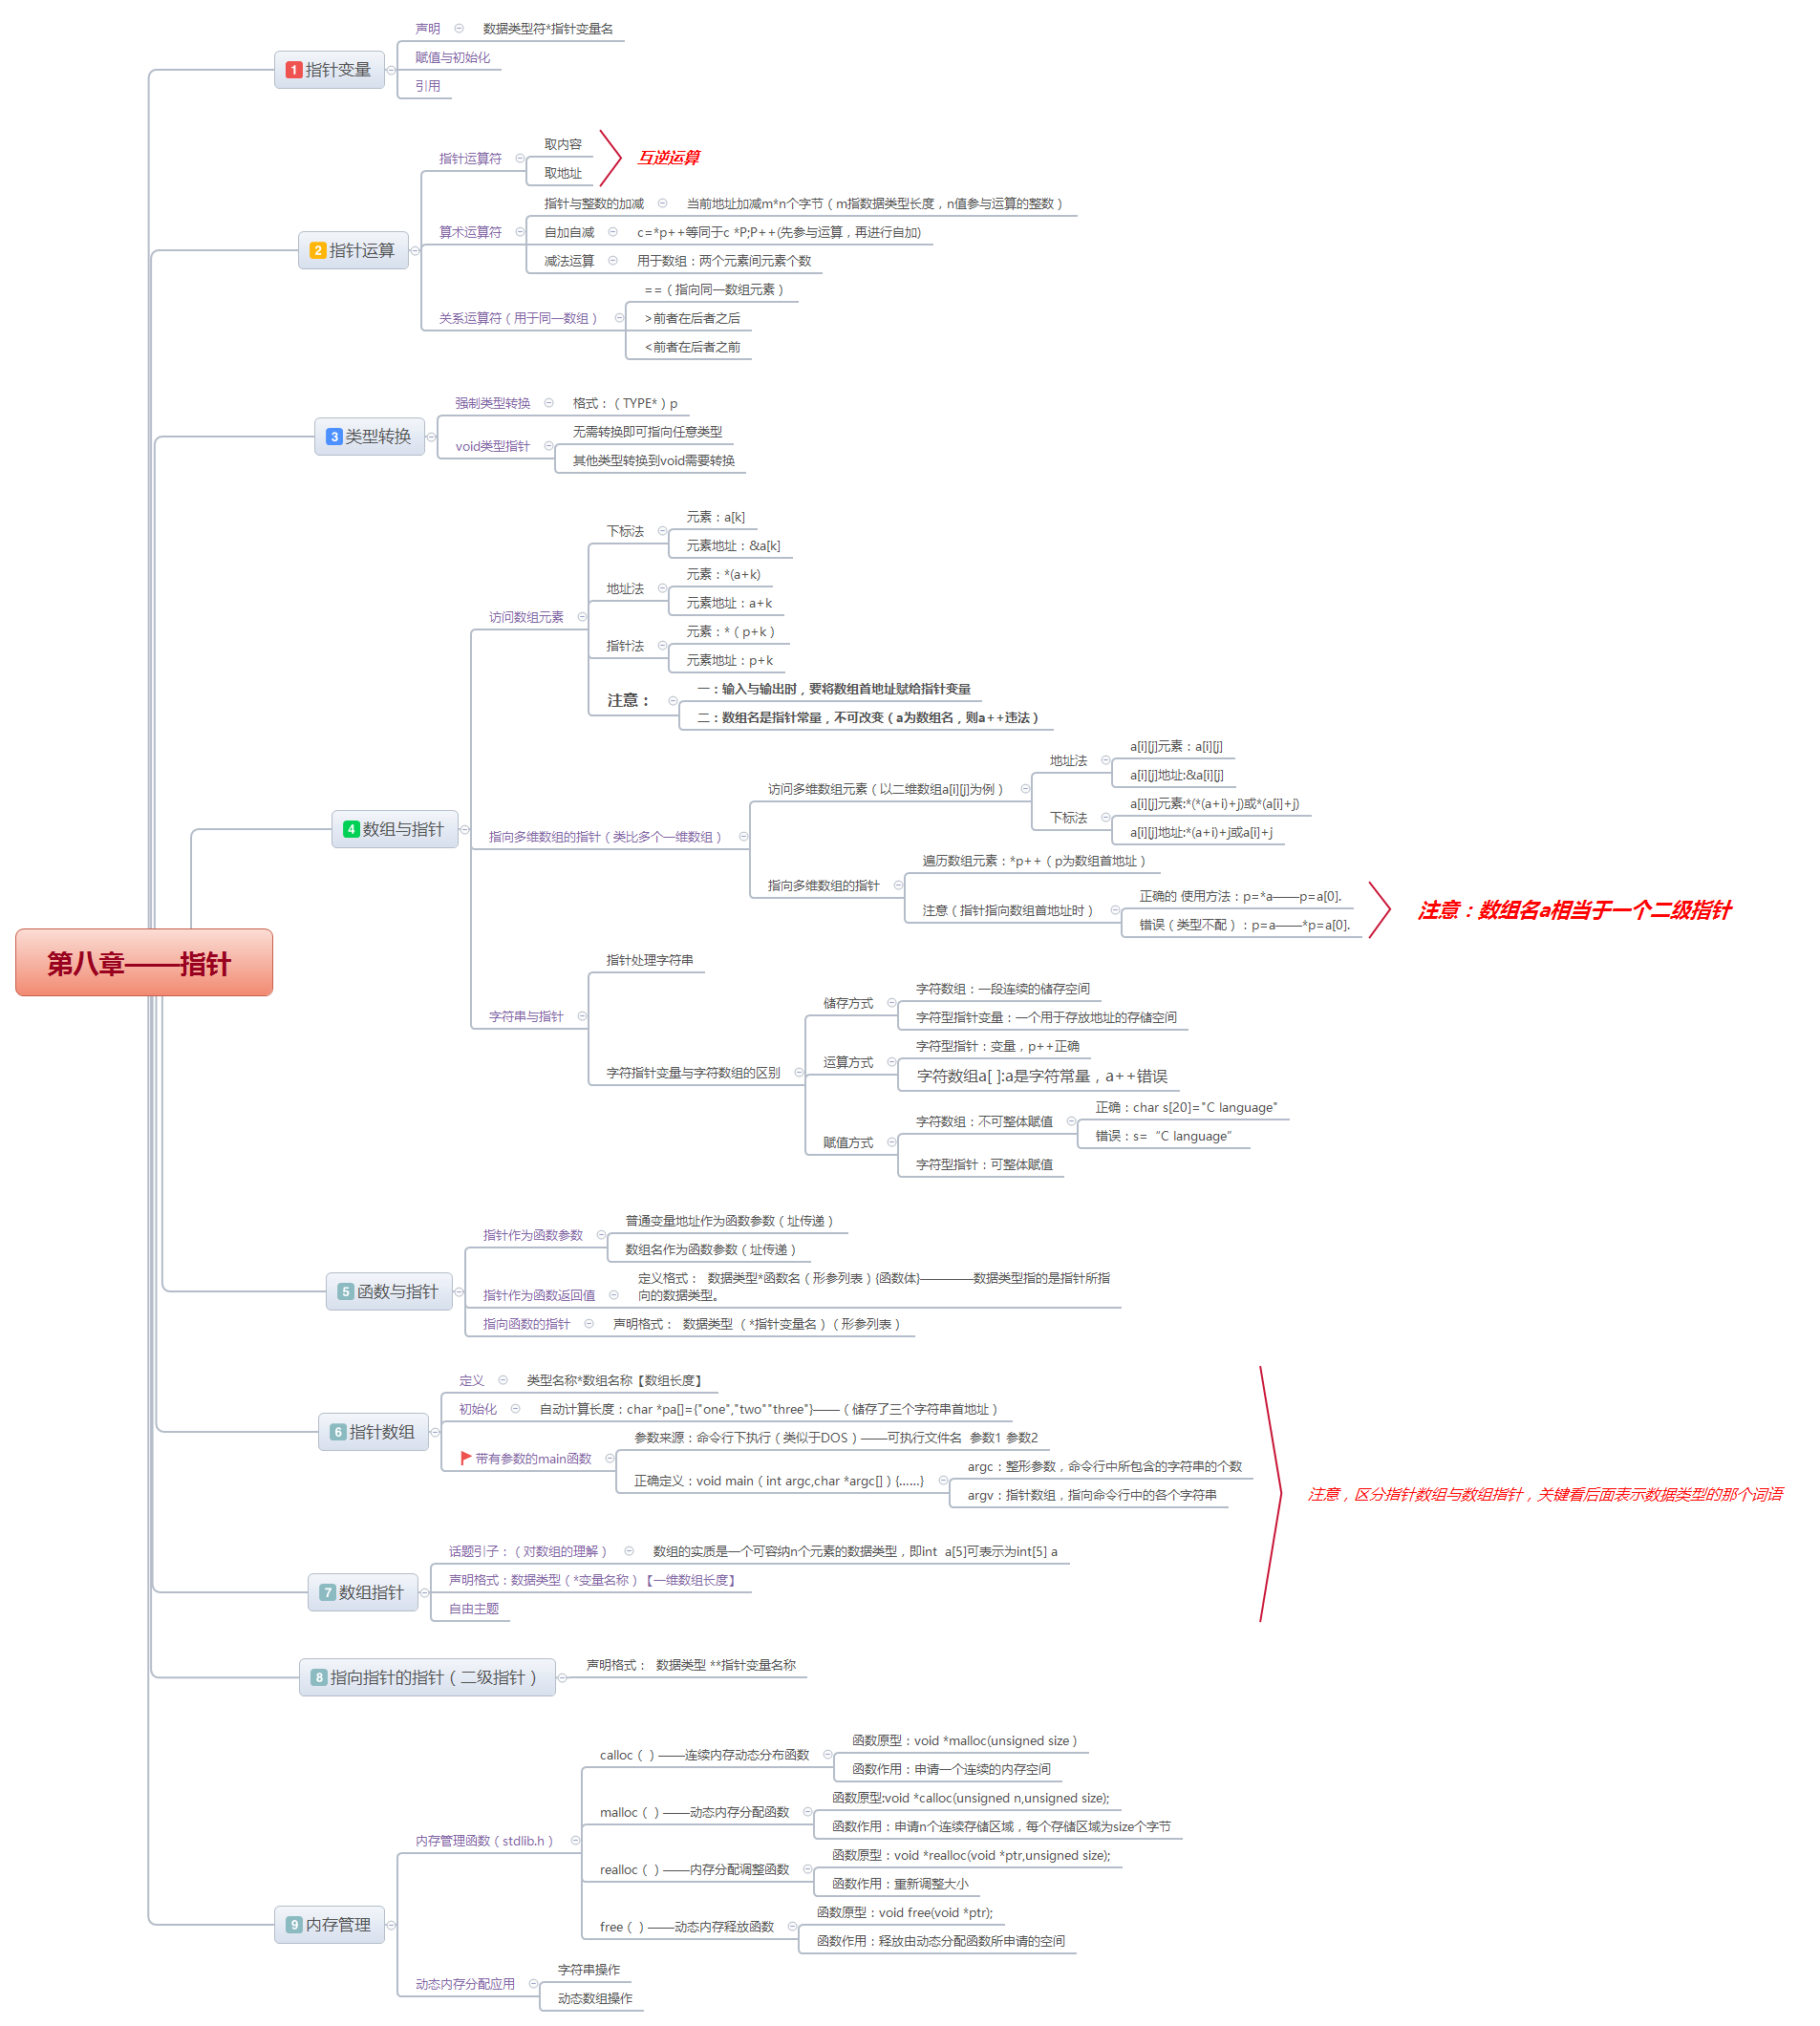 第八章——指针
1 指针变量
声明
数据类型符*指针变量名
赋值与初始化
引用
2 指针运算
指针运算符
取内容
取地址
互逆运算
算术运算符
指针与整数的加减
当前地址加减m*n个字节（m指数据类型长度，n值参与运算的整数）
自加自减
c=*p++等同于c *P;P++(先参与运算，再进行自加)
减法运算
用于数组：两个元素间元素个数
关系运算符（用于同一数组）
==（指向同一数组元素）
>前者在后者之后
<前者在后者之前
3 类型转换
强制类型转换
格式：（TYPE*）p
void类型指针
无需转换即可指向任意类型
其他类型转换到void需要转换
4 数组与指针
访问数组元素
下标法
元素：a[k]
元素地址：&a[k]
地址法
元素：*(a+k)
元素地址：a+k
指针法
元素：*（p+k）
元素地址：p+k
注意：
一：输入与输出时，要将数组首地址赋给指针变量
二：数组名是指针常量，不可改变（a为数组名，则a++违法）
指向多维数组的指针（类比多个一维数组）
访问多维数组元素（以二维数组a[i][j]为例）
地址法
a[i][j]元素：a[i][j]
a[i][j]地址:&a[i][j]
下标法
a[i][j]元素:*(*(a+i)+j)或*(a[i]+j)
a[i][j]地址:*(a+i)+j或a[i]+j
指向多维数组的指针
遍历数组元素：*p++（p为数组首地址）
注意（指针指向数组首地址时）
正确的 使用方法：p=*a——p=a[0].
错误（类型不配）：p=a——*p=a[0].
注意：数组名a相当于一个二级指针
字符串与指针
指针处理字符串
字符指针变量与字符数组的区别
储存方式
字符数组：一段连续的储存空间
字符型指针变量：一个用于存放地址的存储空间
运算方式
字符型指针：变量，p++正确
字符数组a[ ]:a是字符常量，a++错误
赋值方式
字符数组：不可整体赋值
正确：char s[20]="C language"
错误：s=“C language”
字符型指针：可整体赋值
5 函数与指针
指针作为函数参数
普通变量地址作为函数参数（址传递）
数组名作为函数参数（址传递）
指针作为函数返回值
定义格式： 数据类型*函数名（形参列表）{函数体}————数据类型指的是指针所指
向的数据类型。
指向函数的指针
声明格式： 数据类型 （*指针变量名）（形参列表）
6 指针数组
定义
类型名称*数组名称【数组长度】
初始化
自动计算长度：char *pa[]={"one","two""three"}——（储存了三个字符串首地址）
带有参数的main函数
参数来源：命令行下执行（类似于DOS）——可执行文件名 参数1 参数2
正确定义：void main（int argc,char *argc[]）{......}
argc：整形参数，命令行中所包含的字符串的个数
argv：指针数组，指向命令行中的各个字符串
注意，区分指针数组与数组指针，关键看后面表示数据类型的那个词语
7 数组指针
话题引子：（对数组的理解）
数组的实质是一个可容纳n个元素的数据类型，即int a[5]可表示为int[5] a
声明格式：数据类型（*变量名称）【一维数组长度】
自由主题
8 指向指针的指针（二级指针）
声明格式： 数据类型 **指针变量名称
9 内存管理
内存管理函数（stdlib.h）
calloc（ ）——连续内存动态分布函数
函数原型：void *malloc(unsigned size）
函数作用：申请一个连续的内存空间
malloc（ ）——动态内存分配函数
函数原型:void *calloc(unsigned n,unsigned size);
函数作用：申请n个连续存储区域，每个存储区域为size个字节
realloc（ ）——内存分配调整函数
函数原型：void *realloc(void *ptr,unsigned size);
函数作用：重新调整大小
free（ ）——动态内存释放函数
函数原型：void free(void *ptr);
函数作用：释放由动态分配函数所申请的空间
动态内存分配应用
字符串操作
动态数组操作